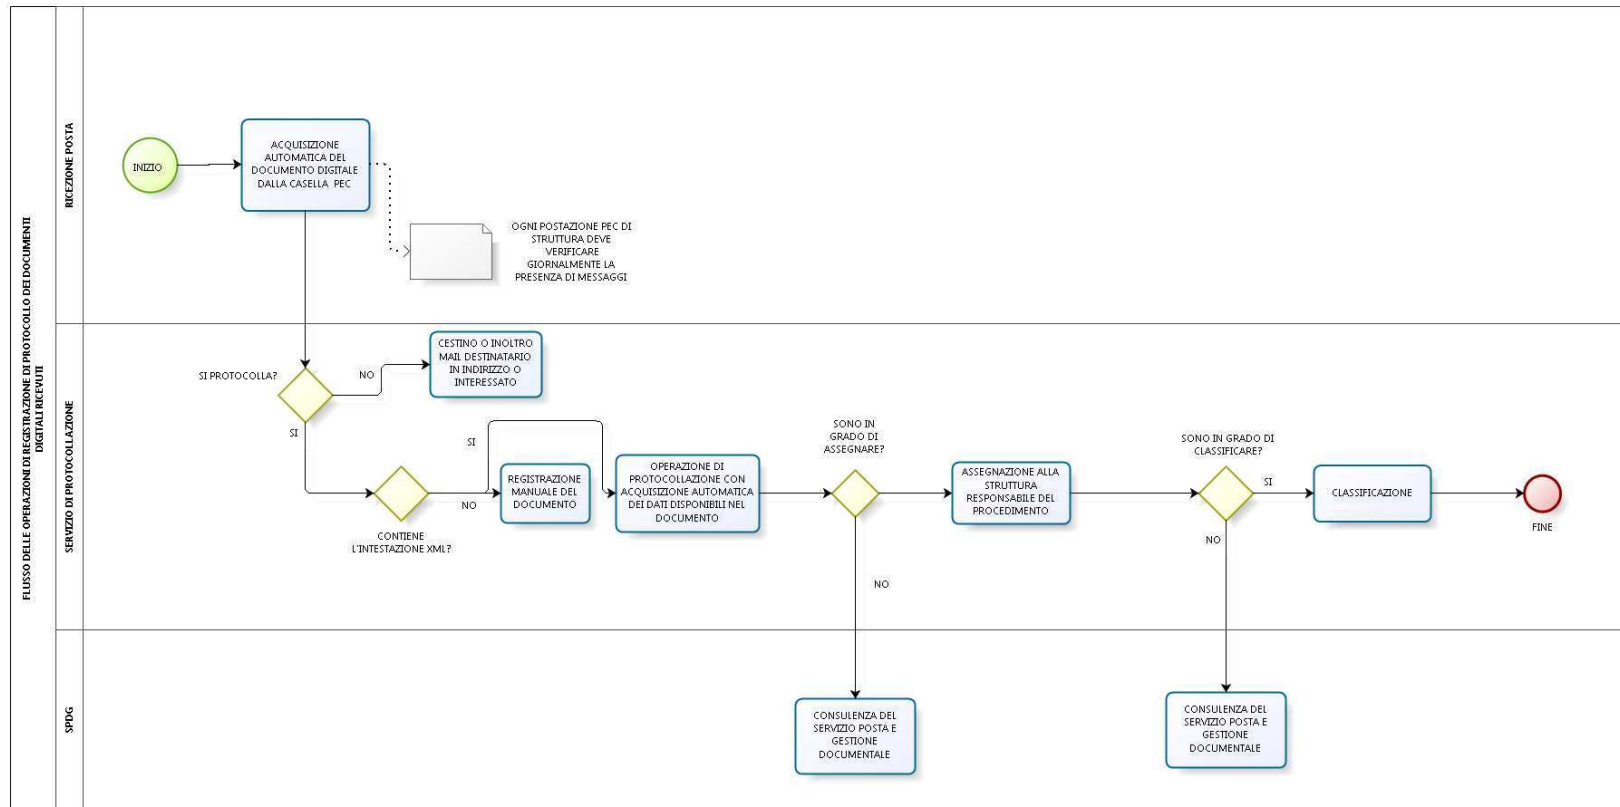 FLUSSO DELLE OPERAZIONI DI REGISTRAZIONE DI PROTOCOLLO DEI DOCUMENTI
DIGITALI RICEVUTI
RICEZIONE POSTA
INIZIO
ACQUISIZIONE
AUTOMATICA DEL
DOCUMENTO DIGITALE
DALLA CASELLA PEC
OGNI POSTAZIONE PEC DI
STRUTTURA DEVE
VERIFICARE
GIORNALMENTE LA
PRESENZA DI MESSAGGI
SERVIZIO DI PROTOCOLLAZIONE
SI PROTOCOLLA?
NO
CESTINO O INOLTRO
MAIL DESTINATARIO
IN INDIRIZZO O
INTERESSATO
SI
CONTIENE
L'INTESTAZIONE XML?
SI
NO
REGISTRAZIONE
MANUALE DEL
DOCUMENTO
OPERAZIONE DI
PROTOCOLLAZIONE CON
ACQUISIZIONE AUTOMATICA
DEI DATI DISPONIBILI NEL
DOCUMENTO
SONO IN
GRADO DI
ASSEGNARE?
NO
ASSEGNAZIONE ALLA
STRUTTURA
RESPONSABILE DEL
PROCEDIMENTO
SONO IN GRADO DI
CLASSIFICARE?
SI
NO
CLASSIFICAZIONE
FINE
SPDG
CONSULENZA DEL
SERVIZIO POSTA E
GESTIONE
DOCUMENTALE
CONSULENZA DEL
SERVIZIO POSTA E
GESTIONE
DOCUMENTALE